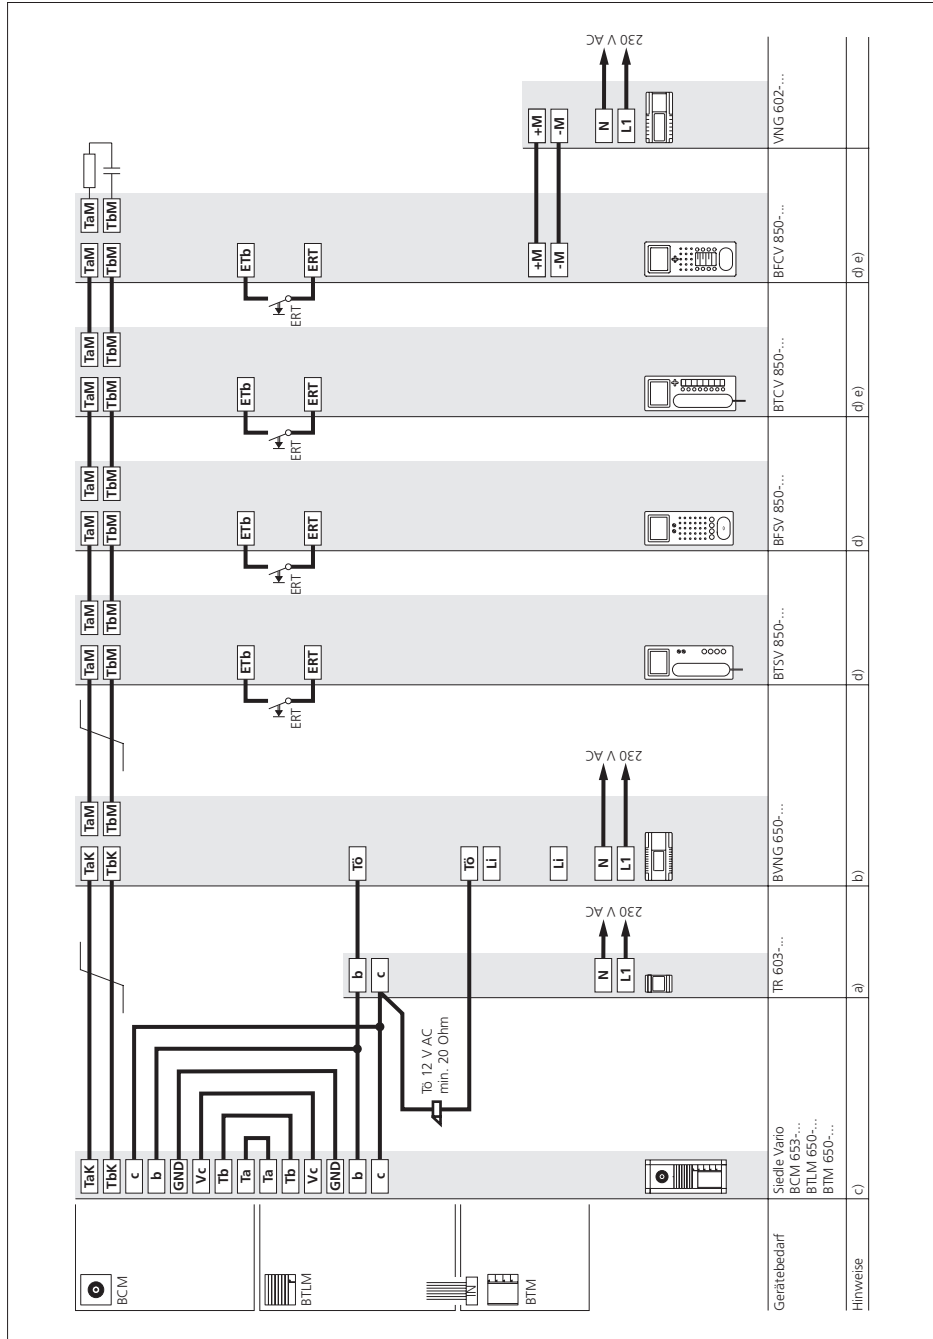 TaK TaK TaM TaM TaM TaM TaM TaM TaM TaM TaM
TbK TbK TbM TbM TbM TbM TbM TbM TbM TbM TbM
BCM
c
b
GND
Vc
Tb
Ta
ETb ETb ETb ETb
Ta
Tb
ERT ERT ERT ERT
BTLM
Vc ERT ERT ERT ERT
GND
b b Tö
c c
Tö 12 V AC
min. 20 Ohm
IN Tö
Li
BTM
+M +M
Li -M -M
N N N
L1 L1 L1
230 V AC 230 V AC 230 V AC
Gerätebedarf
Siedle Vario
BCM 653-...
BTLM 650-...
BTM 650-...
TR 603-...
BVNG 650-...
BTSV 850-...
BFSV 850-...
BTCV 850-...
BFCV 850-...
VNG 602-...
Hinweise c) a) b) d) d) d) e) d) e)